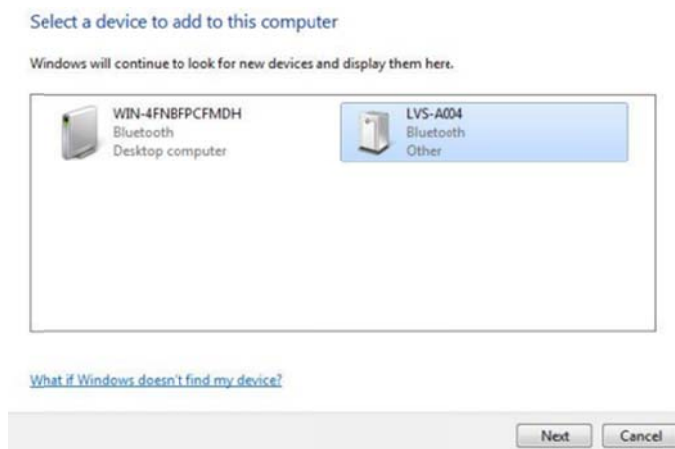 Select a device to add to this computer
Windows will continue to look for new devices and display them here.
WIN-4FNBFPCFMDH
Bluetooth
Desktop computer
LVS-A004
Bluetooth
Other
What if Windows doesn't find my device?
Next
Cancel